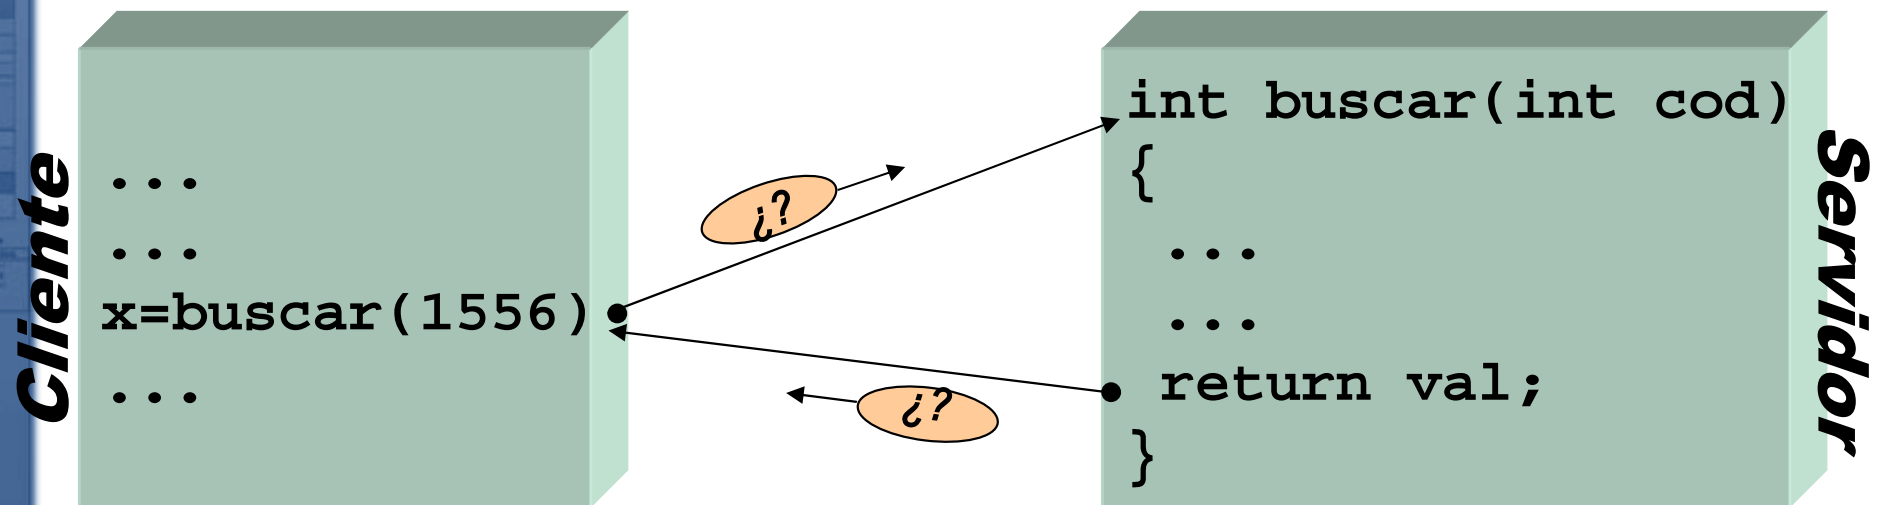 Cliente
...
...
x=buscar(1556)
...
¿?
¿?
int buscar(int cod)
{
...
...
return val;
}
Servidor